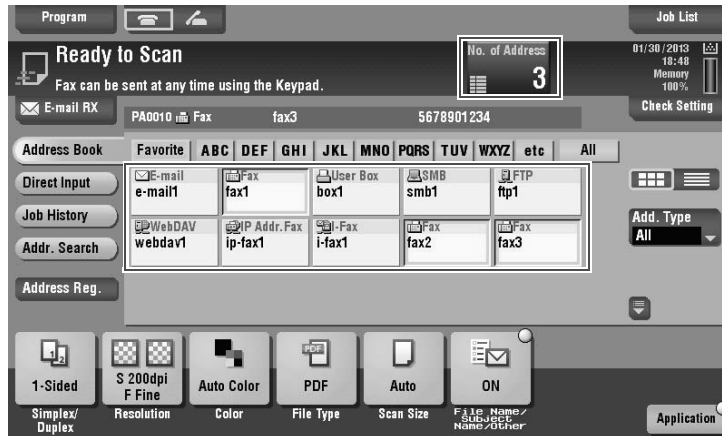 Program
Job List
Ready to Scan
No. of Address
3
01/30/2013
18:48
Memory
100%
Fax can be sent at any time using the Keypad.
E-mail RX
PA0010 Fax fax3 5678901234
Check Setting
Address Book
Favorite ABC DEF GHI JKL MNO PQRS TUV WXYZ etc All
Direct Input
E-mail Fax User Box SMB FTP
e-mail1 fax1 box1 smb1 ftp1
Job History
WebDAV IP Addr.Fax I-Fax Fax Fax
webdav1 ip-fax1 i-fax1 fax2 fax3
Add. Type
All
Addr. Search
Address Reg.
1 2
1-Sided
S 200dpi
F Fine
Auto Color
PDF
PDF
Auto
ON
Simplex/
Duplex
Resolution
Color
File Type
Scan Size
File Name/
Subject
Name/Other
Application